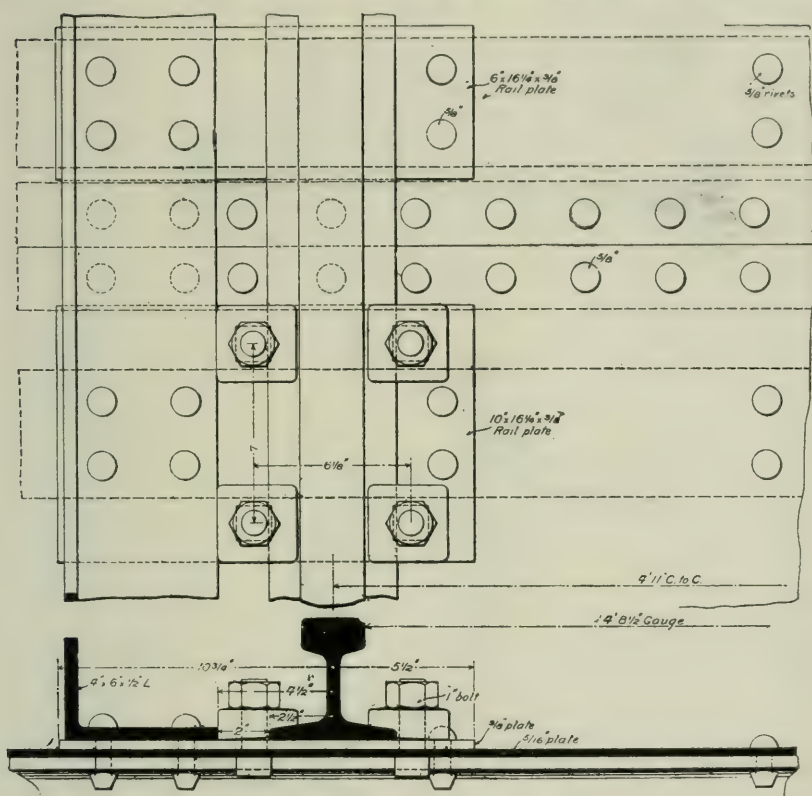 6"x16¼"x⅜"
Rail plate
⅝" rivets
⅝"
⅝"
10"x16¼"x⅜"
Rail plate
7"
6⅛"
4' 11" C. to C.
4' 8½" Gauge
10¾"
5½"
4"x6"x½" L
4½"
1" bolt
2½"
2"
⅜" plate
5/16" plate